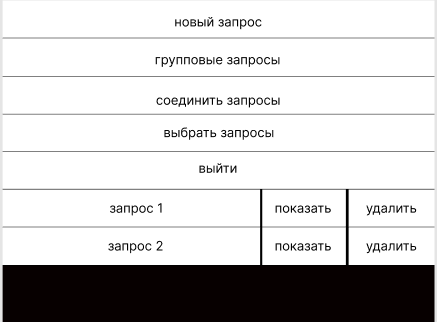 новый запрос
групповые запросы
соединить запросы
выбрать запросы
выйти
запрос 1 показать удалить
запрос 2 показать удалить